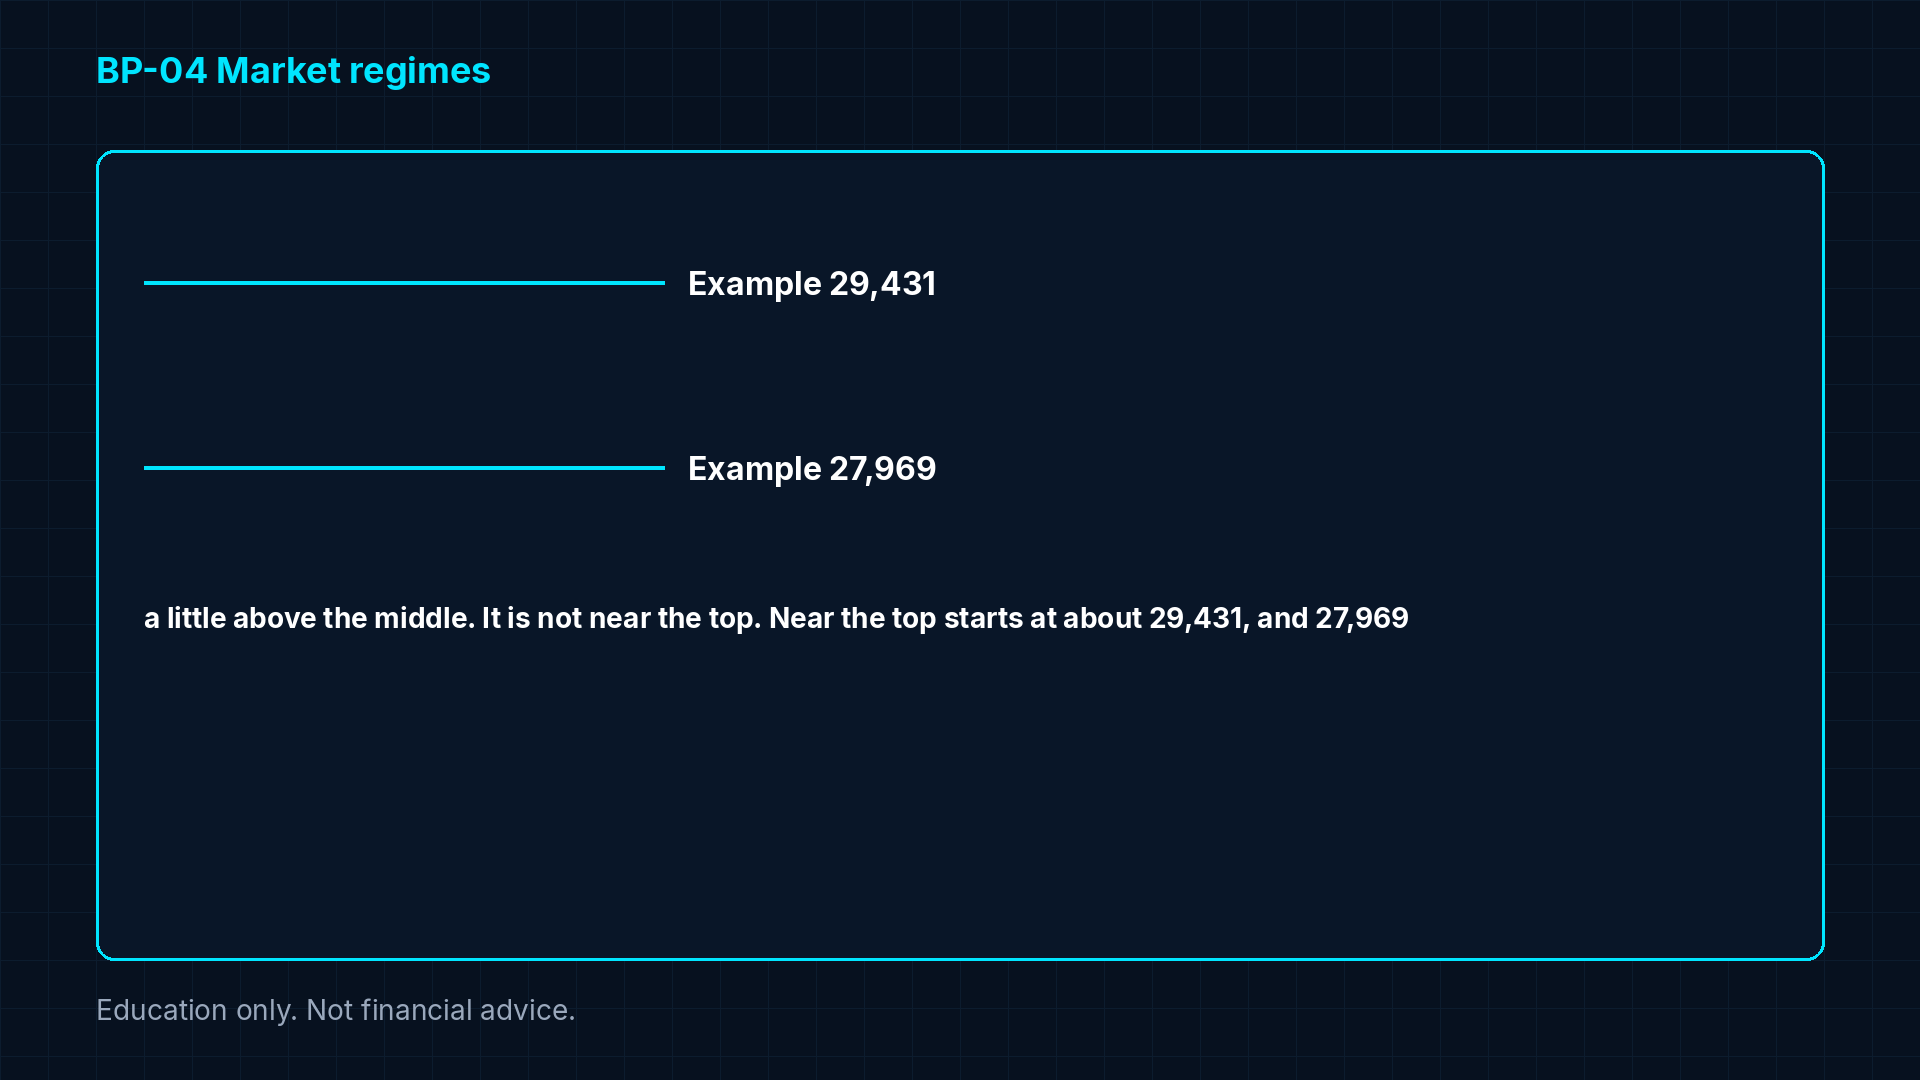 BP-04 Market regimes
Example 29,431
Example 27,969
a little above the middle. It is not near the top. Near the top starts at about 29,431, and 27,969
Education only. Not financial advice.